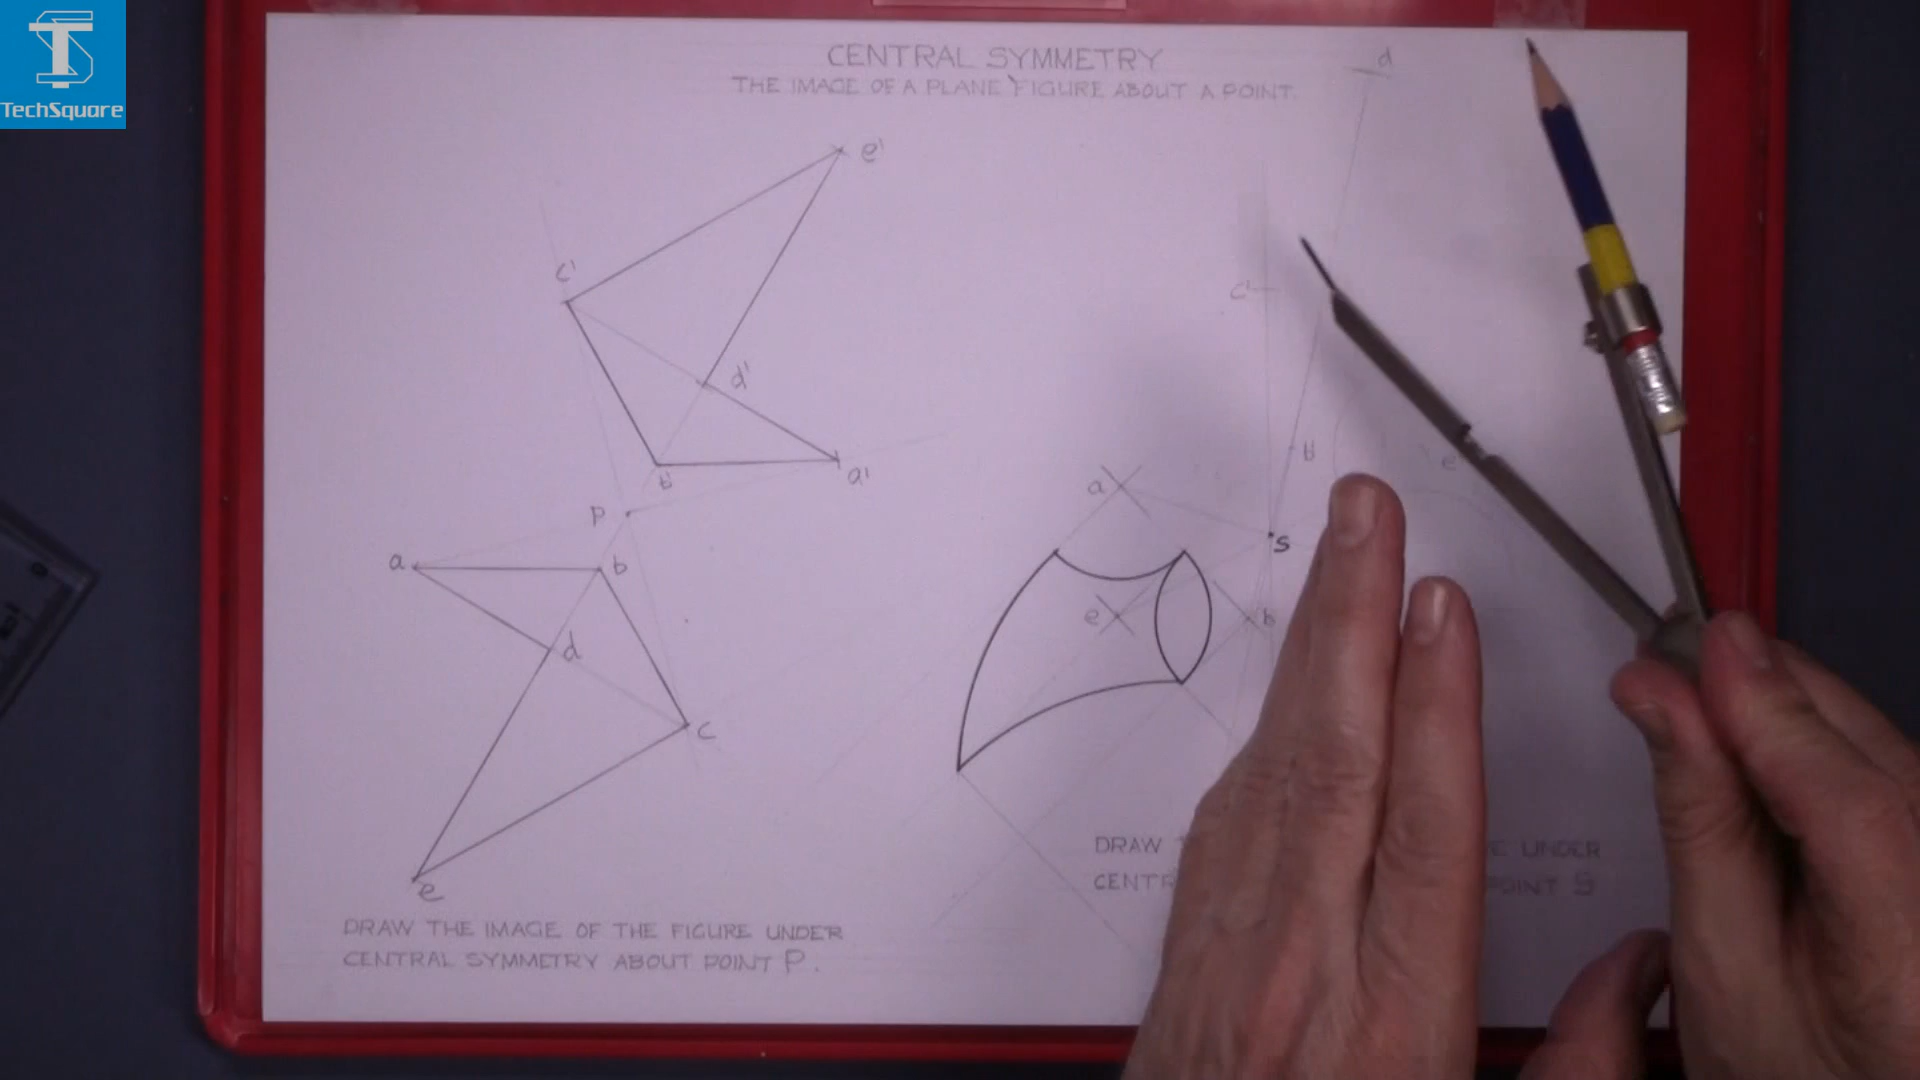 TechSquare
CENTRAL SYMMETRY
THE IMAGE OF A PLANE FIGURE ABOUT A POINT.
d
e'
c'
c'
d'
b'
a'
e'
a
P
S
a
b
e
b
d
c
e
DRAW
E UNDER
CENTR
POINT S
DRAW THE IMAGE OF THE FIGURE UNDER
CENTRAL SYMMETRY ABOUT POINT P.